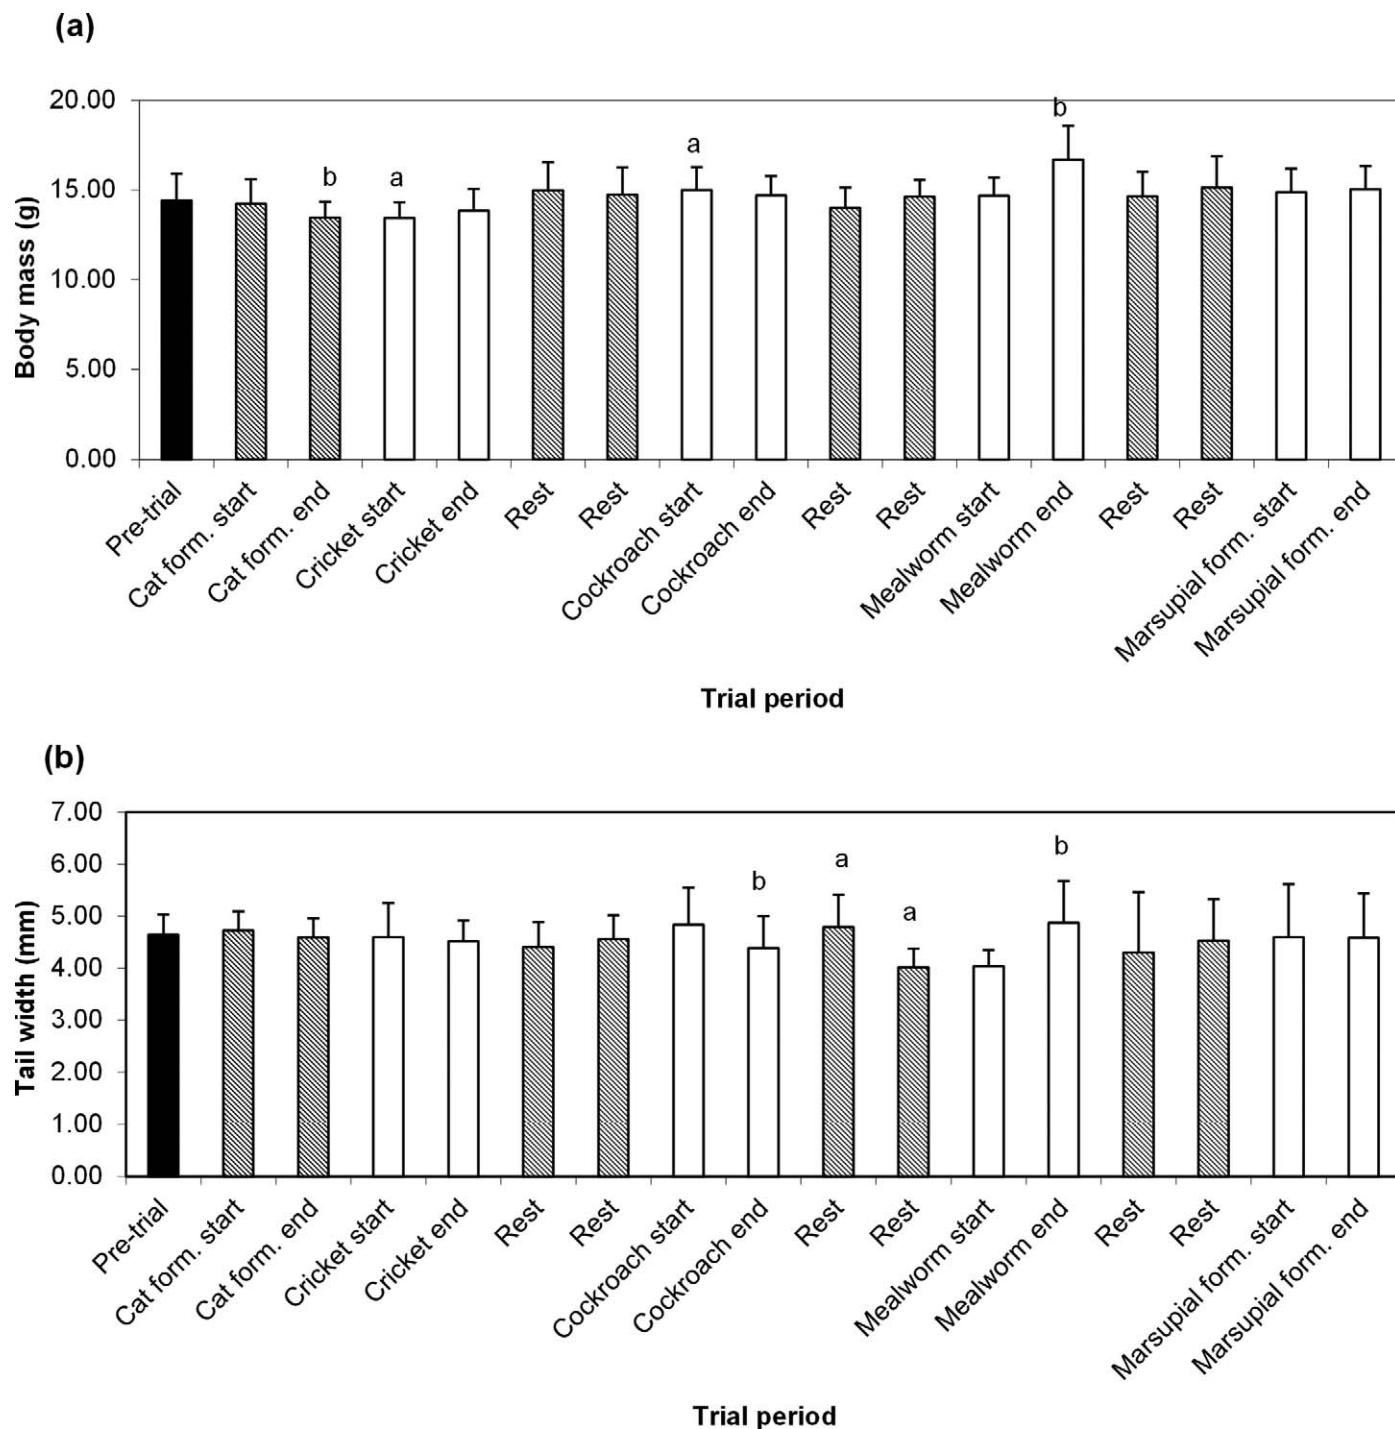 (a)
20.00
15.00
10.00
5.00
0.00
Body mass (g)
b
a
a
b
Pre-trial
Cat form. start
Cat form. end
Cricket start
Cricket end
Rest
Rest
Cockroach start
Cockroach end
Rest
Rest
Mealworm start
Mealworm end
Rest
Rest
Marsupial form. start
Marsupial form. end
Trial period
(b)
7.00
6.00
5.00
4.00
3.00
2.00
1.00
0.00
Tail width (mm)
b
a
a
b
Pre-trial
Cat form. start
Cat form. end
Cricket start
Cricket end
Rest
Rest
Cockroach start
Cockroach end
Rest
Rest
Mealworm start
Mealworm end
Rest
Rest
Marsupial form. start
Marsupial form. end
Trial period